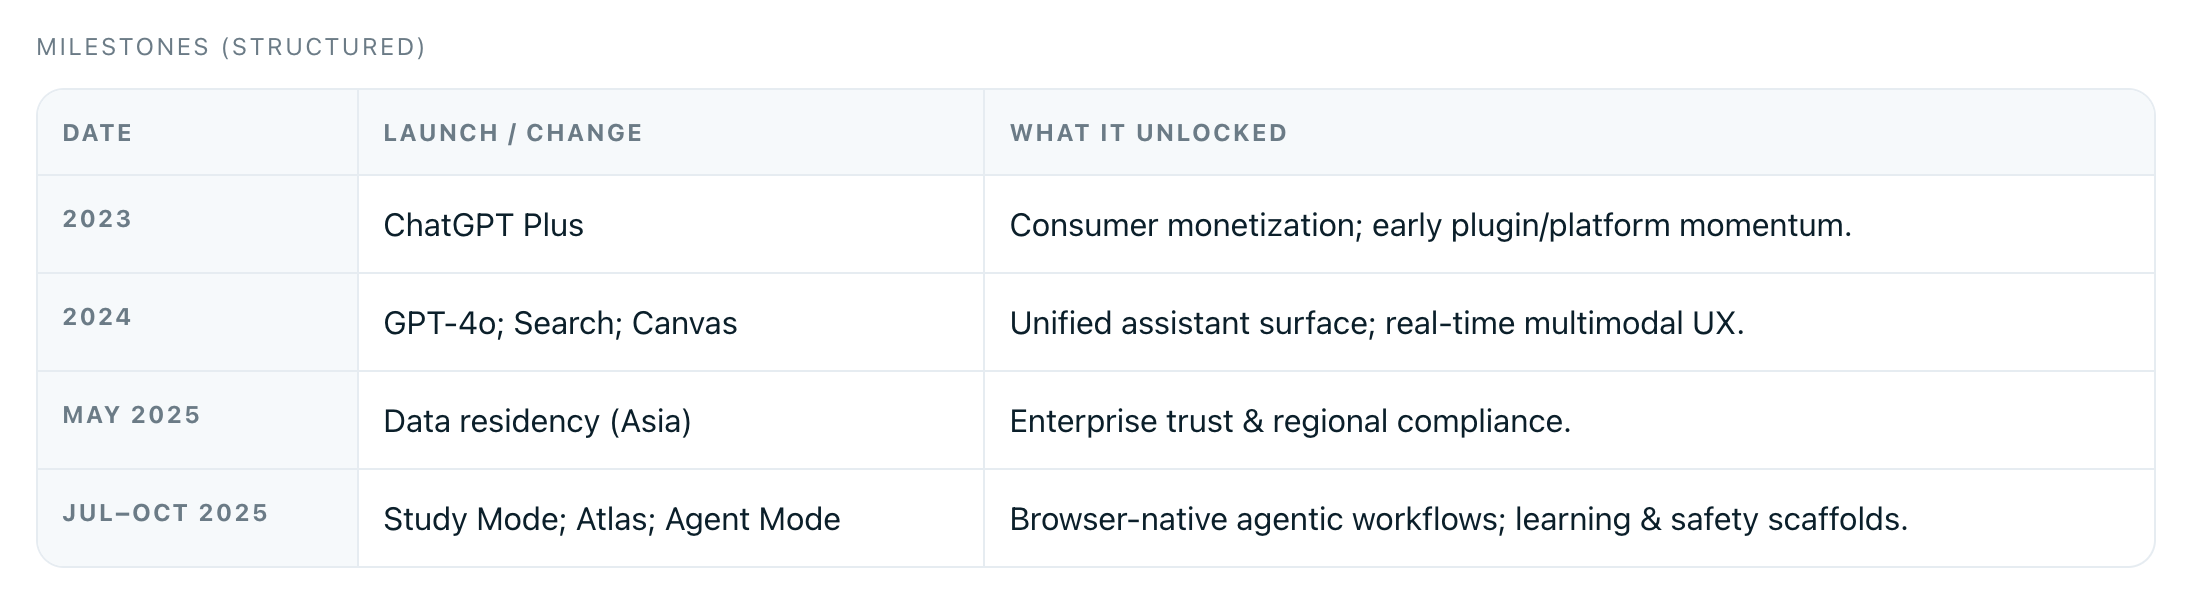 MILESTONES (STRUCTURED)
DATE LAUNCH / CHANGE WHAT IT UNLOCKED
2023 ChatGPT Plus Consumer monetization; early plugin/platform momentum.
2024 GPT-4o; Search; Canvas Unified assistant surface; real-time multimodal UX.
MAY 2025 Data residency (Asia) Enterprise trust & regional compliance.
JUL–OCT 2025 Study Mode; Atlas; Agent Mode Browser-native agentic workflows; learning & safety scaffolds.